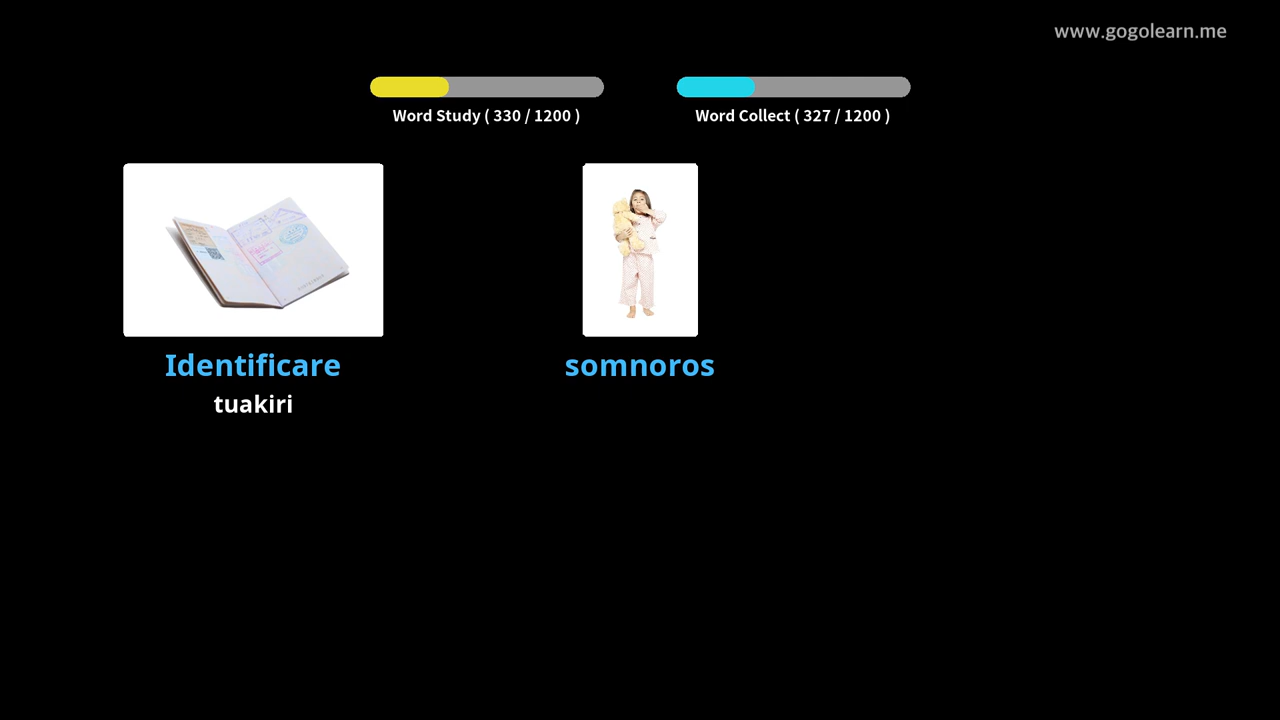 www.gogolearn.me
Word Study ( 330 / 1200 )
Word Collect ( 327 / 1200 )
Identificare
somnoros
tuakiri